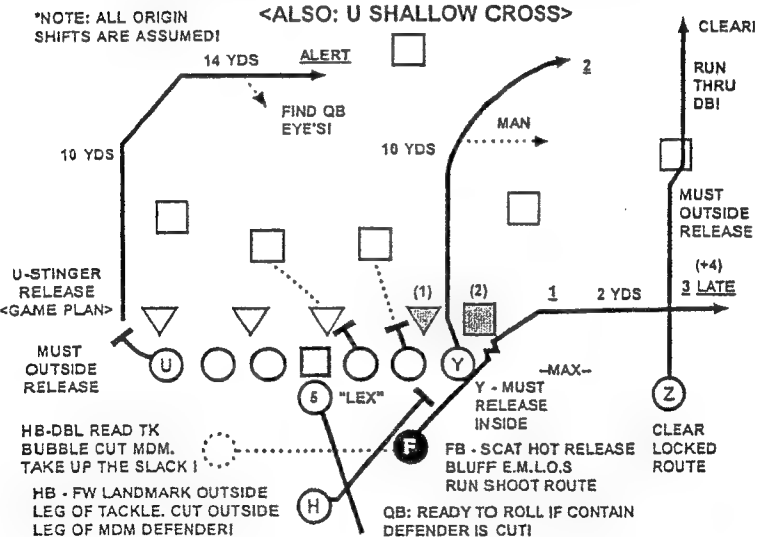 *NOTE: ALL ORIGIN
SHIFTS ARE ASSUMED!
<ALSO: U SHALLOW CROSS>
CLEAR!
14 YDS
ALERT
2
RUN
THRU
DB!
FIND QB
EYE'S!
MAN
10 YDS
10 YDS
MUST
OUTSIDE
RELEASE
U-STINGER
RELEASE
<GAME PLAN>
(1)
(2)
1
2 YDS
(+4)
3 LATE
MUST
OUTSIDE
RELEASE
U
Y
-MAX-
5
"LEX"
Y - MUST
RELEASE
INSIDE
Z
HB-DBL READ TK
BUBBLE CUT MDM.
TAKE UP THE SLACK !
F
FB - SCAT HOT RELEASE
BLUFF E.M.L.O.S
RUN SHOOT ROUTE
CLEAR
LOCKED
ROUTE
HB - FW LANDMARK OUTSIDE
LEG OF TACKLE. CUT OUTSIDE
LEG OF MDM DEFENDER!
H
QB: READY TO ROLL IF CONTAIN
DEFENDER IS CUT!